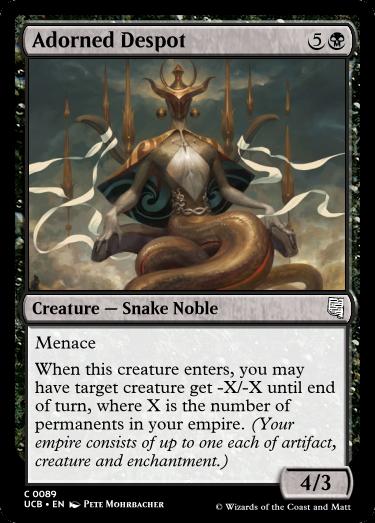 Adorned Despot 5
Creature — Snake Noble
Menace
When this creature enters, you may
have target creature get -X/-X until end
of turn, where X is the number of
permanents in your empire. (Your
empire consists of up to one each of artifact,
creature and enchantment.)
4/3
C 0089
UCB • EN Pete Mohrbacher
© Wizards of the Coast and Matt